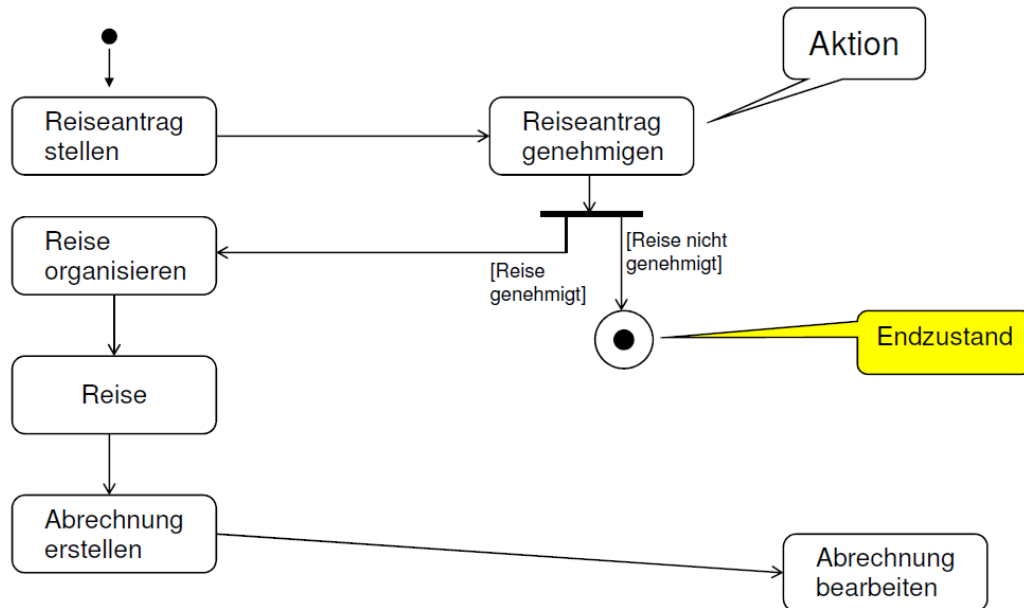 Aktion
Reiseantrag
stellen
Reiseantrag
genehmigen
Reise
organisieren
[Reise
genehmigt]
[Reise nicht
genehmigt]
Endzustand
Reise
Abrechnung
erstellen
Abrechnung
bearbeiten